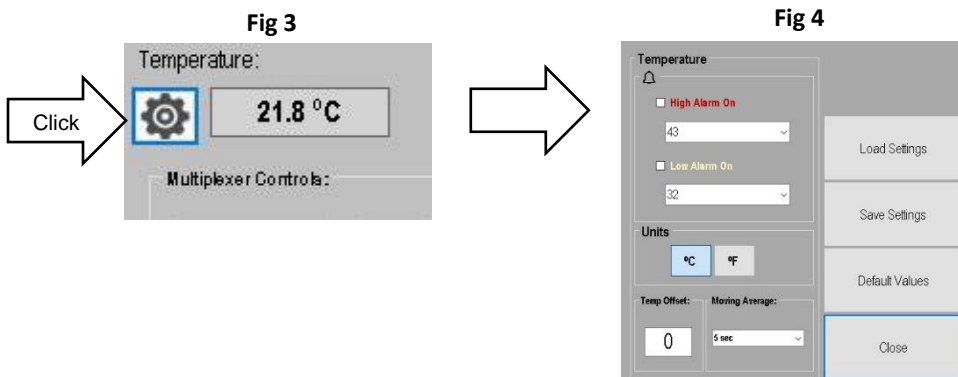 Fig 3
Temperature:
Click
21.8 °C
Multiplexer Controls:
Fig 4
Temperature
High Alarm On
43
Low Alarm On
32
Units
°C °F
Temp Offset: Moving Average:
0 5 sec
Load Settings
Save Settings
Default Values
Close